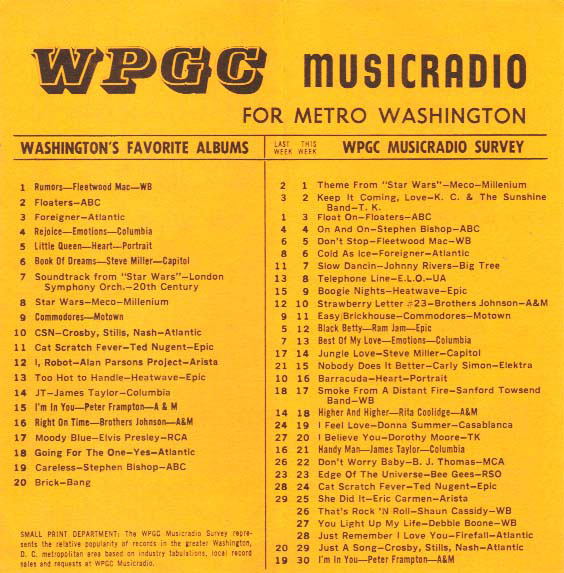 WPGC MUSICRADIO
FOR METRO WASHINGTON
WASHINGTON'S FAVORITE ALBUMS
1 Rumors—Fleetwood Mac—WB
2 Floaters—ABC
3 Foreigner—Atlantic
4 Rejoice—Emotions—Columbia
5 Little Queen—Heart—Portrait
6 Book Of Dreams—Steve Miller—Capitol
7 Soundtrack from "Star Wars"—London
Symphony Orch.-20th Century
8 Star Wars—Meco—Millenium
9 Commodores—Motown
10 CSN—Crosby, Stills, Nash—Atlantic
11 Cat Scratch Fever—Ted Nugent—Epic
12 I, Robot—Alan Parsons Project—Arista
13 Too Hot to Handle—Heatwave—Epic
14 JT—James Taylor—Columbia
15 I'm In You—Peter Frampton—A & M
16 Right On Time—Brothers Johnson—A&M
17 Moody Blue—Elvis Presley—RCA
18 Going For The One—Yes—Atlantic
19 Careless—Stephen Bishop—ABC
20 Brick—Bang
SMALL PRINT DEPARTMENT: The WPGC Musicradio Survey repre-
sents the relative popularity of records in the greater Washington,
D. C. metropolitan area based on industry tabulations, local record
sales and requests at WPGC Musicradio.
LAST THIS
WEEK WEEK WPGC MUSICRADIO SURVEY
2 1 Theme From "Star Wars"—Meco—Millenium
3 2 Keep It Coming, Love—K. C. & The Sunshine
Band—T. K.
1 3 Float On—Floaters—ABC
4 4 On And On—Stephen Bishop—ABC
6 5 Don't Stop—Fleetwood Mac—WB
8 6 Cold As Ice—Foreigner—Atlantic
11 7 Slow Dancin—Johnny Rivers—Big Tree
13 8 Telephone Line—E.L.O.—UA
15 9 Boogie Nights—Heatwave—Epic
12 10 Strawberry Letter #23—Brothers Johnson—A&M
9 11 Easy/Brickhouse—Commodores—Motown
5 12 Black Betty—Ram Jam—Epic
7 13 Best Of My Love—Emotions—Columbia
17 14 Jungle Love—Steve Miller—Capitol
21 15 Nobody Does It Better—Carly Simon—Elektra
10 16 Barracuda—Heart—Portrait
18 17 Smoke From A Distant Fire—Sanford Towsend
Band—WB
14 18 Higher And Higher—Rita Coolidge—A&M
24 19 I Feel Love—Donna Summer—Casablanca
27 20 I Believe You—Dorothy Moore—TK
16 21 Handy Man—James Taylor—Columbia
26 22 Don't Worry Baby—B. J. Thomas—MCA
23 23 Edge Of The Universe—Bee Gees—RSO
28 24 Cat Scratch Fever—Ted Nugent—Epic
29 25 She Did It—Eric Carmen—Arista
26 That's Rock 'N Roll—Shaun Cassidy—WB
27 You Light Up My Life—Debbie Boone—WB
28 Just Remember I Love You—Firefall—Atlantic
20 29 Just A Song—Crosby, Stills, Nash—Atlantic
19 30 I'm In You—Peter Frampton—A&M